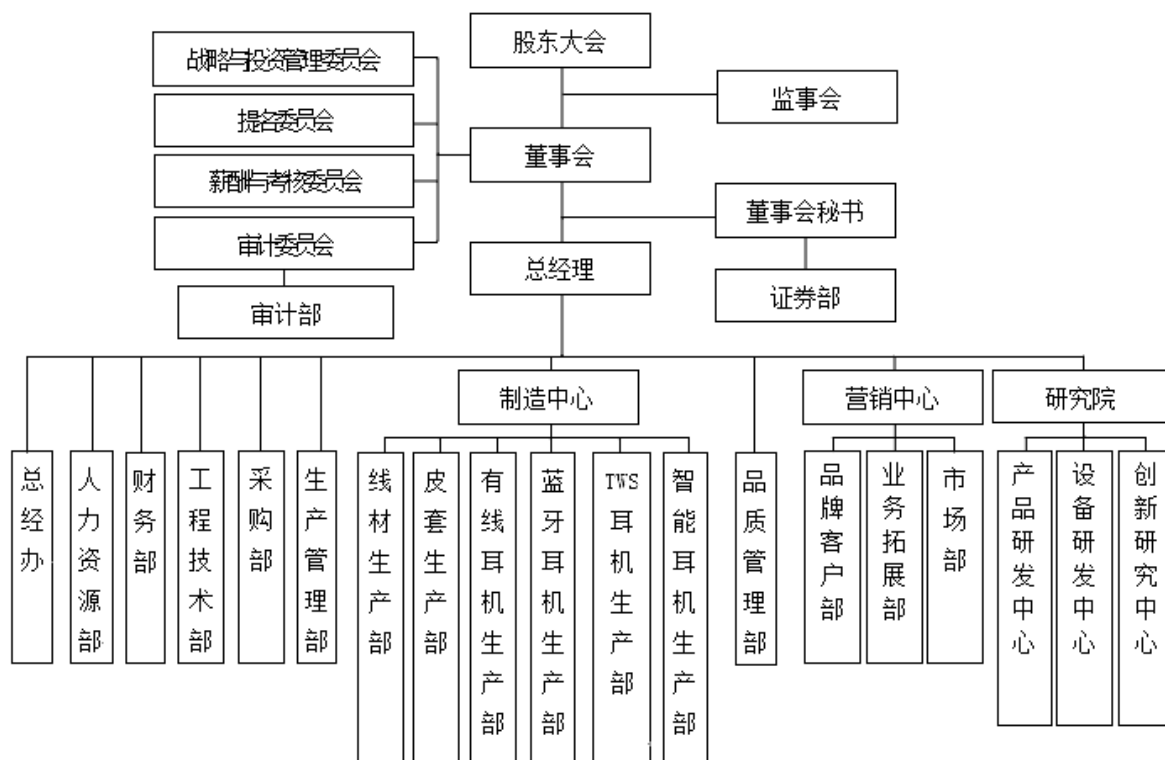 股东大会
战略与投资管理委员会
监事会
提名委员会
董事会
薪酬与考核委员会
董事会秘书
审计委员会
总经理
证券部
审计部
制造中心
营销中心
研究院
总经办
人力资源部
财务部
工程技术部
采购部
生产管理部
线材生产部
皮套生产部
有线耳机生产部
蓝牙耳机生产部
TWS耳机生产部
智能耳机生产部
品质管理部
品牌客户部
业务拓展部
市场部
产品研发中心
设备研发中心
创新研究中心